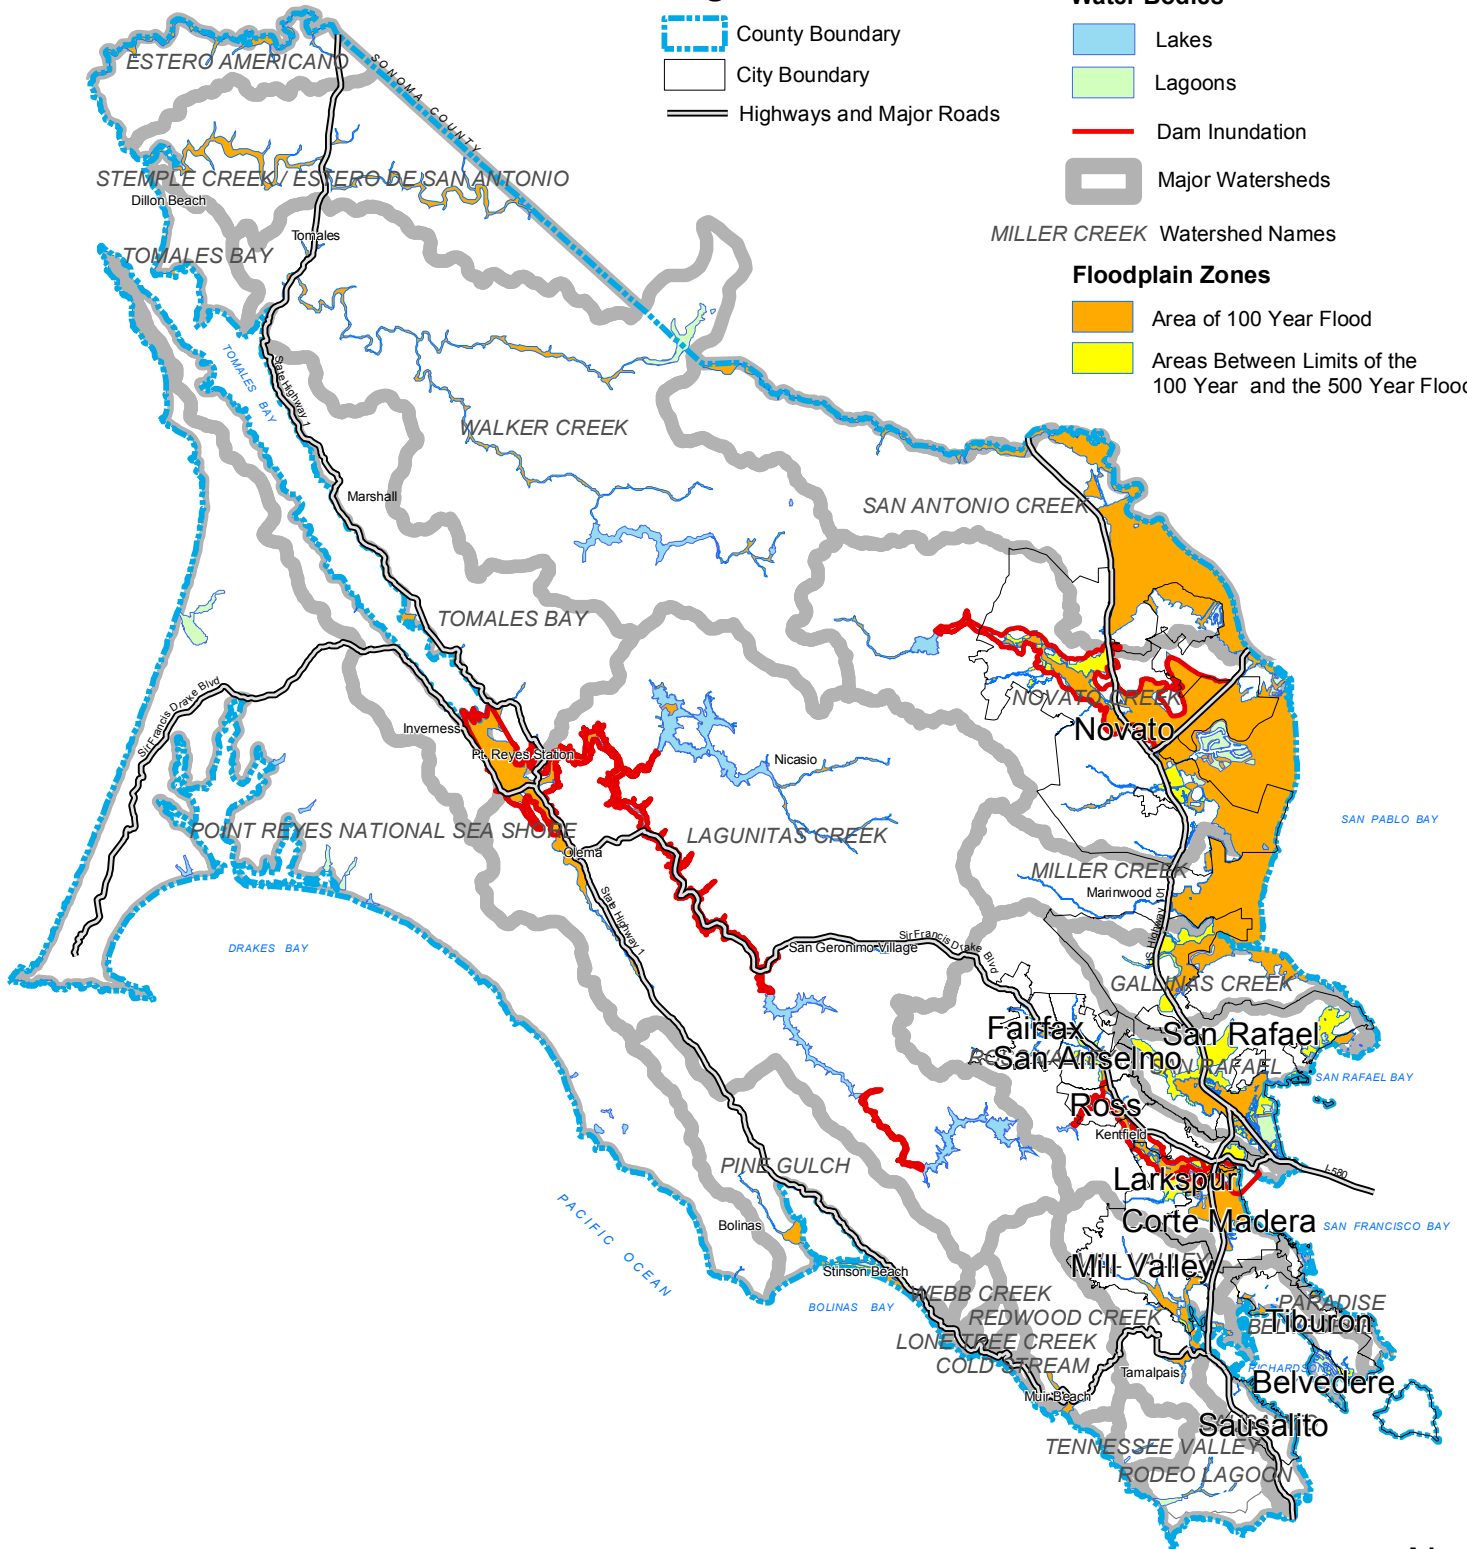 Water Bodies
County Boundary
Lakes
City Boundary
Lagoons
Highways and Major Roads
Dam Inundation
Major Watersheds
MILLER CREEK Watershed Names
Floodplain Zones
Area of 100 Year Flood
Areas Between Limits of the
100 Year and the 500 Year Flood
ESTERO AMERICANO
SONOMA COUNTY
STEMPLE CREEK / ESTERO DE SAN ANTONIO
Dillon Beach
Tomales
TOMALES BAY
TOMALES BAY
State Highway 1
WALKER CREEK
Marshall
SAN ANTONIO CREEK
TOMALES BAY
Sir Francis Drake Blvd
NOVATO CREEK
Novato
Inverness
Pt. Reyes Station
Nicasio
SAN PABLO BAY
POINT REYES NATIONAL SEA SHORE
LAGUNITAS CREEK
Olema
MILLER CREEK
Marinwood
State Highway 1
US Highway 101
DRAKES BAY
San Geronimo Village
Sir Francis Drake Blvd
GALLINAS CREEK
Fairfax
San Rafael
San Anselmo
SAN RAFAEL
SAN RAFAEL BAY
Ross
Kentfield
PINE GULCH
I-580
Larkspur
PACIFIC OCEAN
Bolinas
Corte Madera
SAN FRANCISCO BAY
Mill Valley
Stinson Beach
BOLINAS BAY
WEBB CREEK
PARADISE
REDWOOD CREEK
Tiburon
LONE TREE CREEK
COLD STREAM
Tamalpais
Muir Beach
Belvedere
Sausalito
TENNESSEE VALLEY
RODEO LAGOON